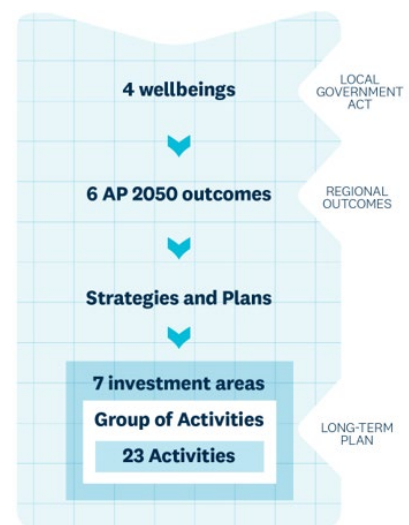 4 wellbeings
LOCAL
GOVERNMENT
ACT
6 AP 2050 outcomes
REGIONAL
OUTCOMES
Strategies and Plans
7 investment areas
Group of Activities
23 Activities
LONG-TERM
PLAN